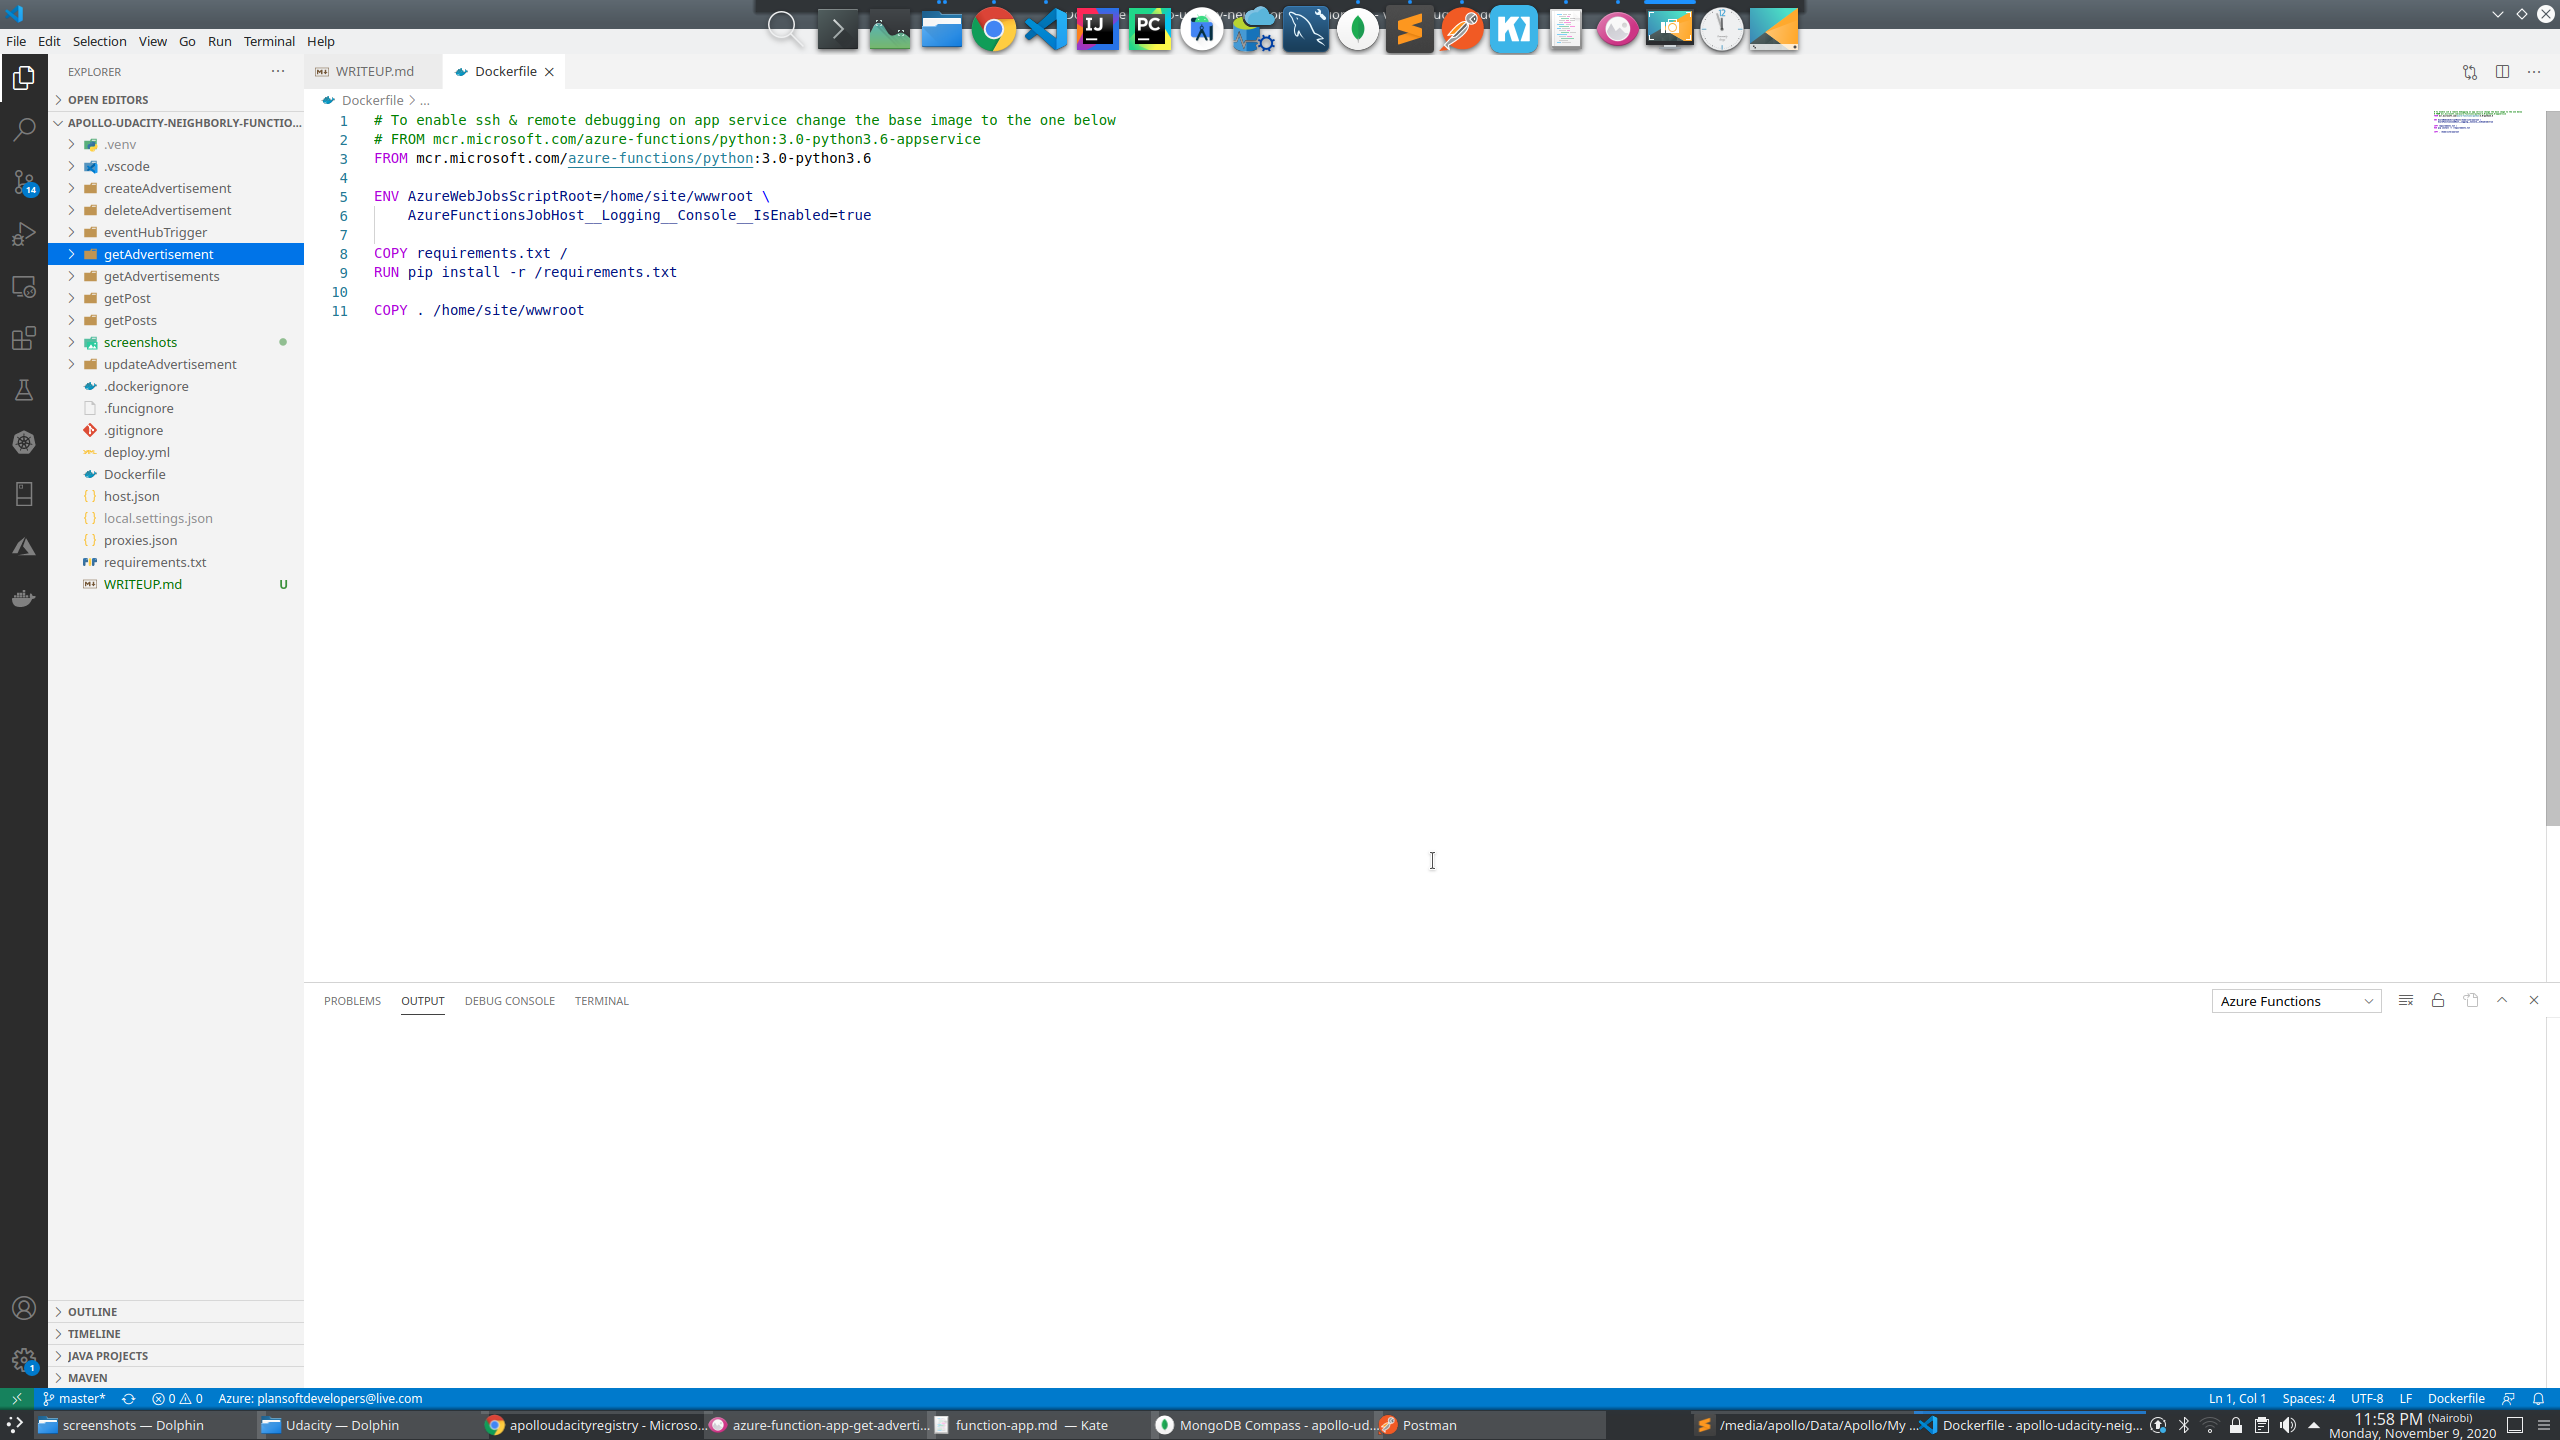 File Edit Selection View Go Run Terminal Help
IJ
PC
EXPLORER
WRITEUP.md
Dockerfile
OPEN EDITORS
Dockerfile > ...
APOLLO-UDACITY-NEIGHBORLY-FUNCTIO...
.venv
.vscode
createAdvertisement
deleteAdvertisement
eventHubTrigger
getAdvertisement
getAdvertisements
getPost
getPosts
screenshots
updateAdvertisement
.dockerignore
.funcignore
.gitignore
deploy.yml
Dockerfile
host.json
local.settings.json
proxies.json
requirements.txt
WRITEUP.md U
14
1 # To enable ssh & remote debugging on app service change the base image to the one below
2 # FROM mcr.microsoft.com/azure-functions/python:3.0-python3.6-appservice
3 FROM mcr.microsoft.com/azure-functions/python:3.0-python3.6
4
5 ENV AzureWebJobsScriptRoot=/home/site/wwwroot \
6 AzureFunctionsJobHost__Logging__Console__IsEnabled=true
7
8 COPY requirements.txt /
9 RUN pip install -r /requirements.txt
10
11 COPY . /home/site/wwwroot
PROBLEMS OUTPUT DEBUG CONSOLE TERMINAL
Azure Functions
OUTLINE
TIMELINE
JAVA PROJECTS
MAVEN
1
master* 0 0 Azure: plansoftdevelopers@live.com
Ln 1, Col 1 Spaces: 4 UTF-8 LF Dockerfile
screenshots — Dolphin
Udacity — Dolphin
apolloudacityregistry - Microso...
azure-function-app-get-adverti...
function-app.md — Kate
MongoDB Compass - apollo-ud...
Postman
/media/apollo/Data/Apollo/My ...
Dockerfile - apollo-udacity-neig...
11:58 PM (Nairobi)
Monday, November 9, 2020